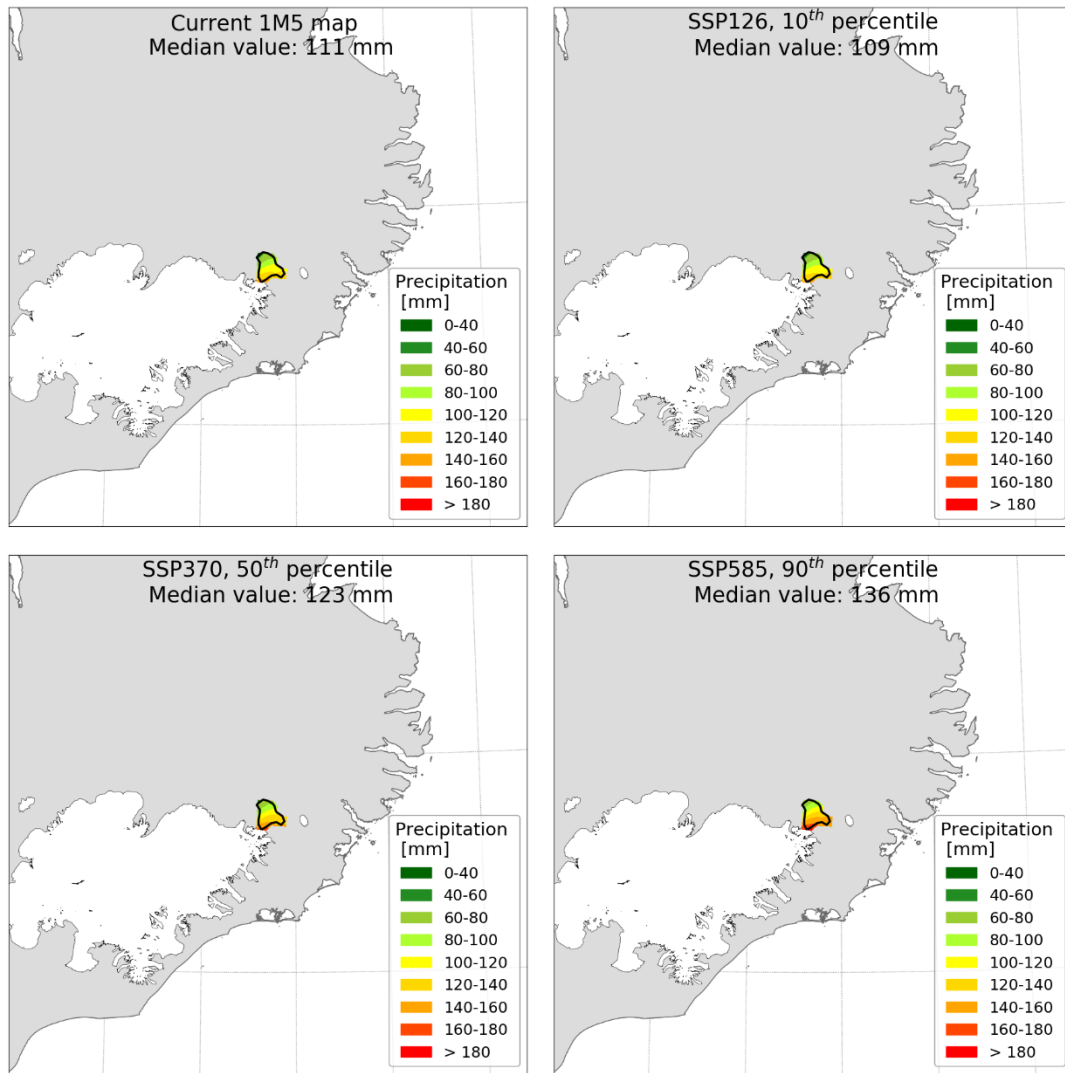 Current 1M5 map
Median value: 111 mm
Precipitation
[mm]
0-40
40-60
60-80
80-100
100-120
120-140
140-160
160-180
> 180
SSP126, 10th percentile
Median value: 109 mm
Precipitation
[mm]
0-40
40-60
60-80
80-100
100-120
120-140
140-160
160-180
> 180
SSP370, 50th percentile
Median value: 123 mm
Precipitation
[mm]
0-40
40-60
60-80
80-100
100-120
120-140
140-160
160-180
> 180
SSP585, 90th percentile
Median value: 136 mm
Precipitation
[mm]
0-40
40-60
60-80
80-100
100-120
120-140
140-160
160-180
> 180